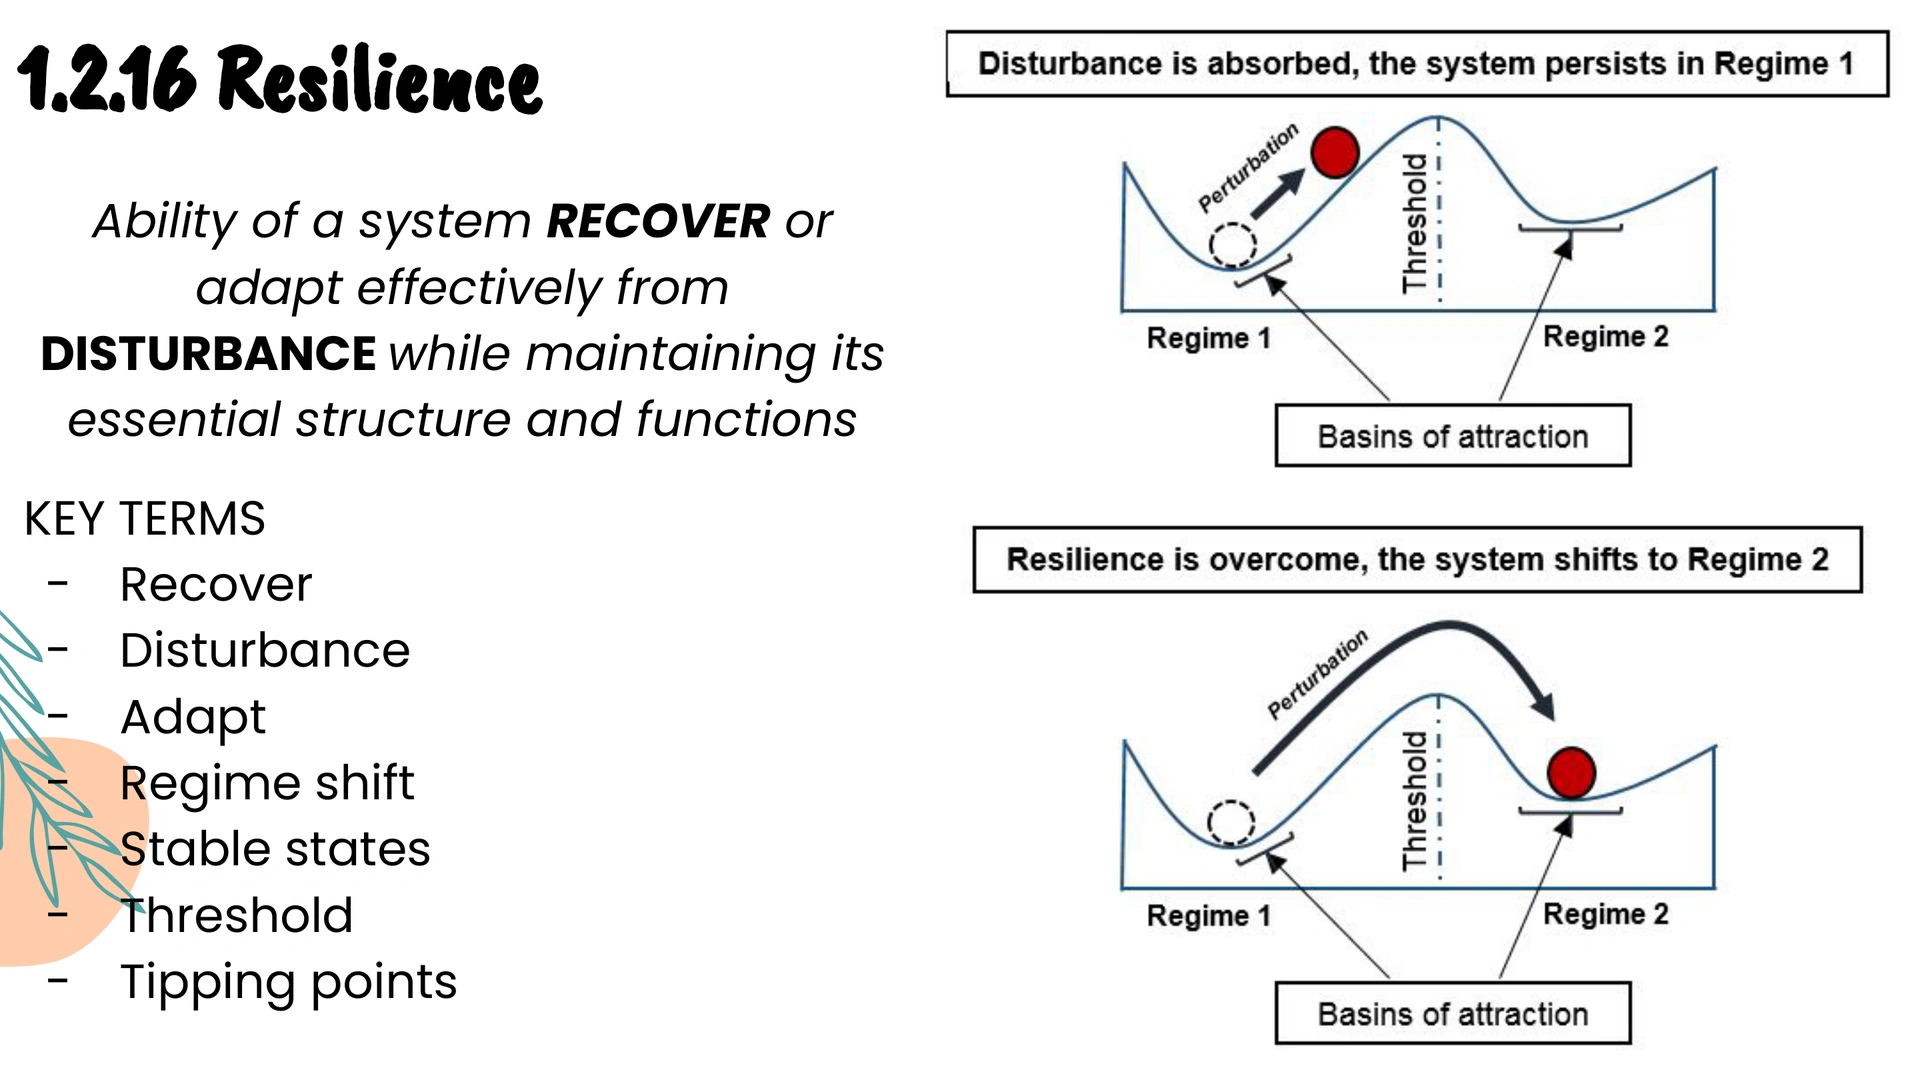 1.2.16 Resilience
Ability of a system RECOVER or
adapt effectively from
DISTURBANCE while maintaining its
essential structure and functions
KEY TERMS
- Recover
- Disturbance
- Adapt
- Regime shift
- Stable states
- Threshold
- Tipping points
Disturbance is absorbed, the system persists in Regime 1
Perturbation
Threshold
Regime 1
Regime 2
Basins of attraction
Resilience is overcome, the system shifts to Regime 2
Perturbation
Threshold
Regime 1
Regime 2
Basins of attraction